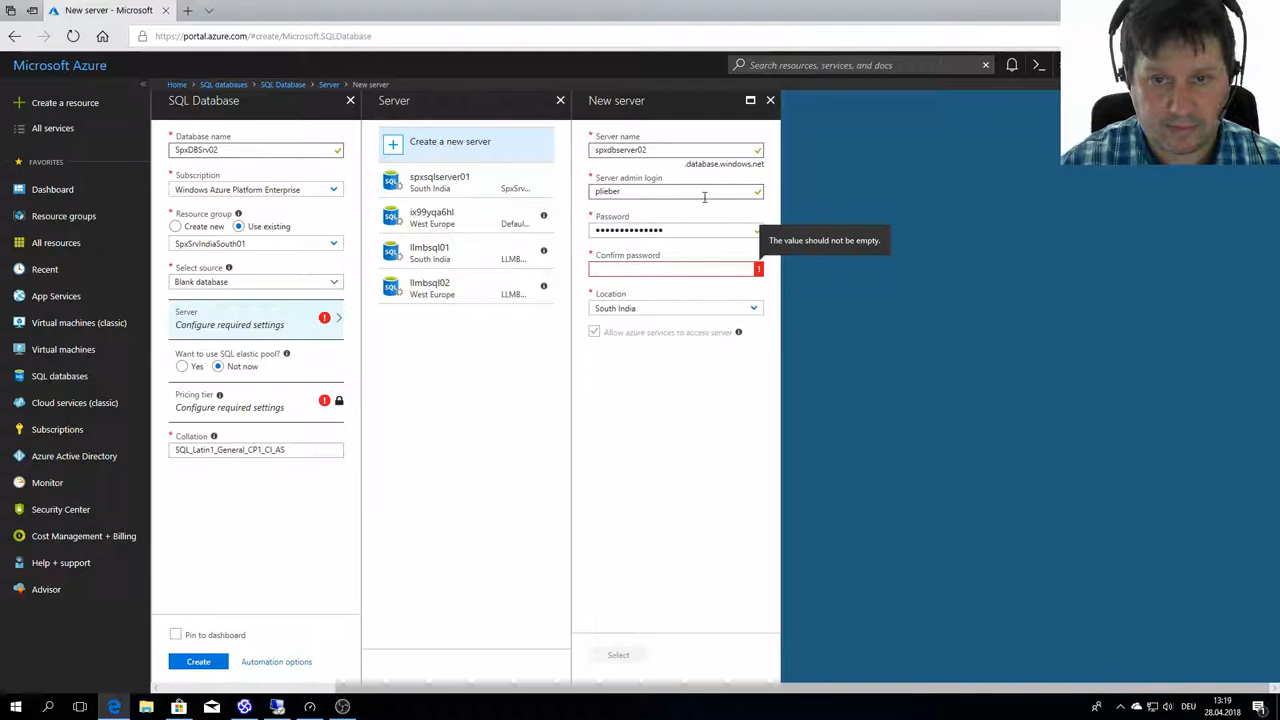 New server - Microsoft
https://portal.azure.com/#create/Microsoft.SQLDatabase
Microsoft Azure
Search resources, services, and docs
Home
SQL databases
SQL Database
Server
New server
Create a resource
All services
FAVORITES
Dashboard
Resource groups
All resources
Recent
App Services
Virtual machines (classic)
Virtual machines
SQL databases
Cloud services (classic)
Subscriptions
Azure Active Directory
Monitor
Security Center
Cost Management + Billing
Help + support
Advisor
SQL Database
* Database name
SpxDBSrv02
* Subscription
Windows Azure Platform Enterprise
* Resource group
Create new
Use existing
SpxSrvIndiaSouth01
* Select source
Blank database
Server
Configure required settings
Want to use SQL elastic pool?
Yes
Not now
Pricing tier
Configure required settings
* Collation
SQL_Latin1_General_CP1_CI_AS
Pin to dashboard
Create
Automation options
Server
Create a new server
spxsqlserver01
South India
SpxSrv...
ix99yqa6hl
West Europe
Defaul...
llmbsql01
South India
LLMB...
llmbsql02
West Europe
LLMB...
New server
* Server name
spxdbserver02
.database.windows.net
* Server admin login
plieber
* Password
••••••••••••••
The value should not be empty.
* Confirm password
* Location
South India
Allow azure services to access server
Select
DEU
13:19
28.04.2018